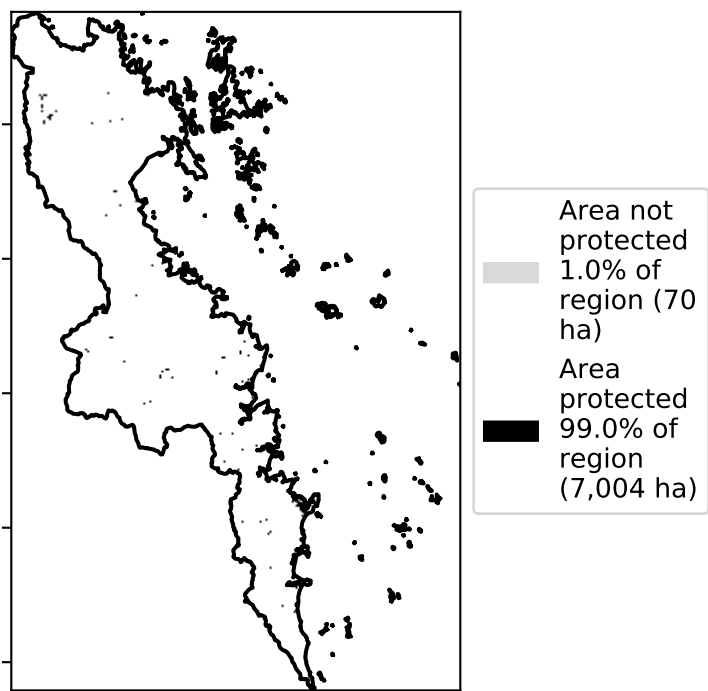 Area not
protected
1.0% of
region (70
ha)
Area
protected
99.0% of
region
(7,004 ha)